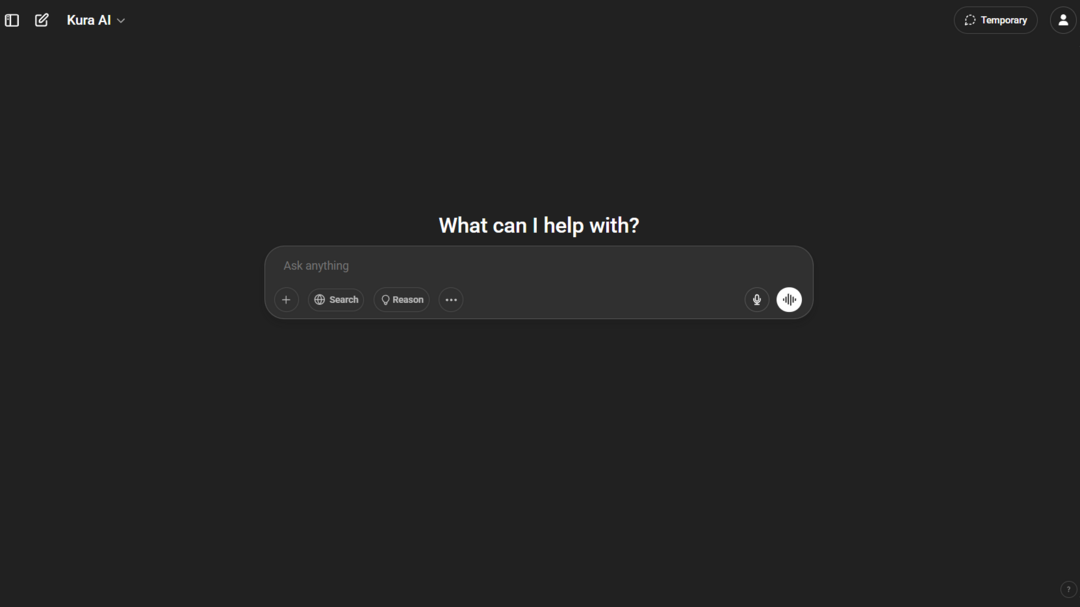 Kura AI
Temporary
What can I help with?
Ask anything
Search
Reason
?